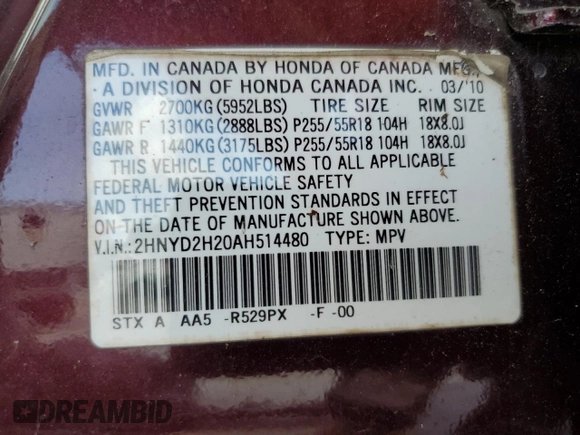 MFD. IN CANADA BY HONDA OF CANADA MFG.,
A DIVISION OF HONDA CANADA INC. 03/'10
GVWR 2700KG(5952LBS) TIRE SIZE RIM SIZE
GAWR F 1310KG(2888LBS) P255/55R18 104H 18X8.0J
GAWR R 1440KG(3175LBS) P255/55R18 104H 18X8.0J
THIS VEHICLE CONFORMS TO ALL APPLICABLE
FEDERAL MOTOR VEHICLE SAFETY
AND THEFT PREVENTION STANDARDS IN EFFECT
ON THE DATE OF MANUFACTURE SHOWN ABOVE.
V.I.N.: 2HNYD2H20AH514480 TYPE: MPV
STX A AA5 -R529PX -F -00
DREAMBID